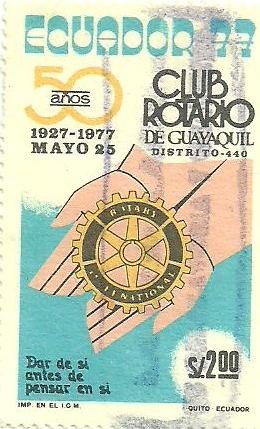 ECUADOR 77
50
años
1927-1977
MAYO 25
CLUB
ROTARIO
DE GUAYAQUIL
DISTRITO-440
ROTARY
INTERNATIONAL
Dar de si
antes de
pensar en si
S/.2.00
IMP. EN EL I.G.M.
QUITO ECUADOR